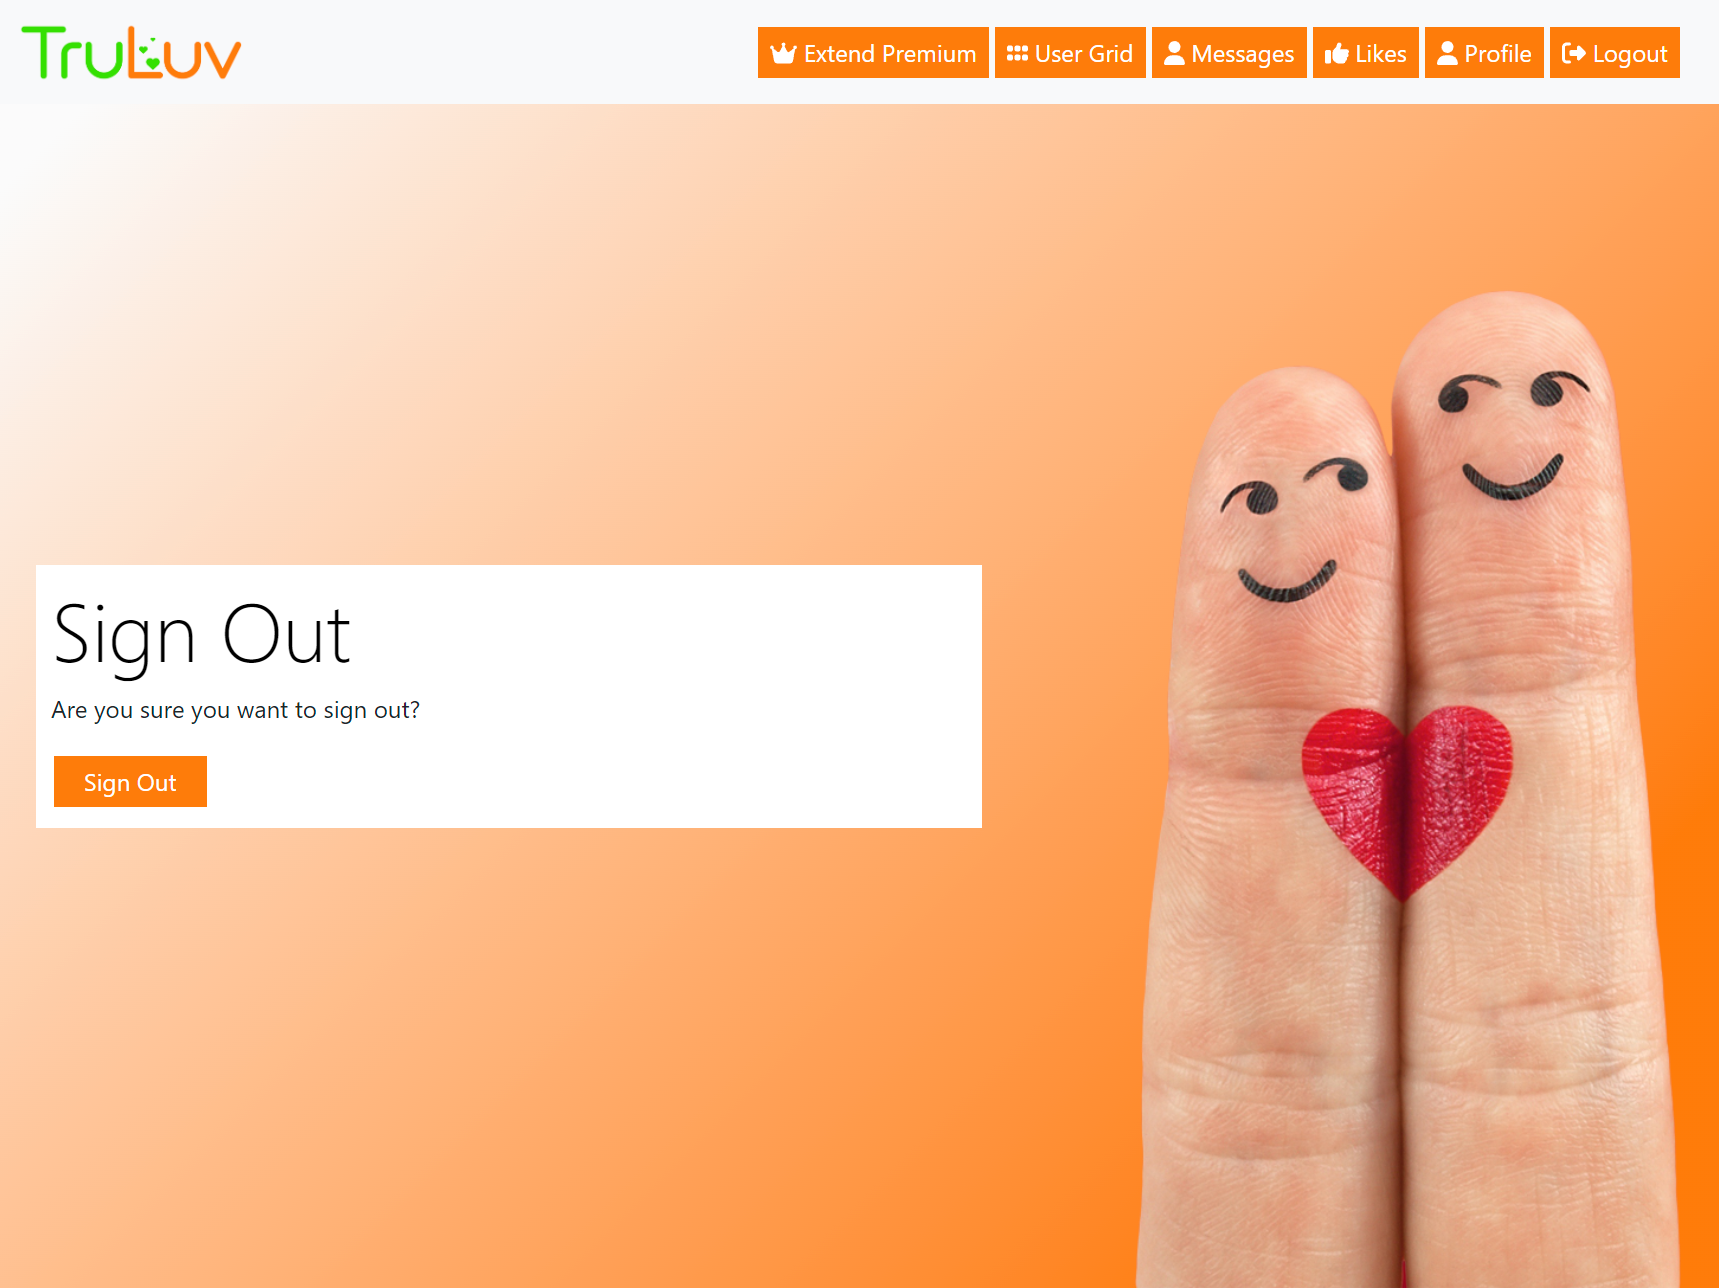 TruLuv
Extend Premium
User Grid
Messages
Likes
Profile
Logout
Sign Out
Are you sure you want to sign out?
Sign Out